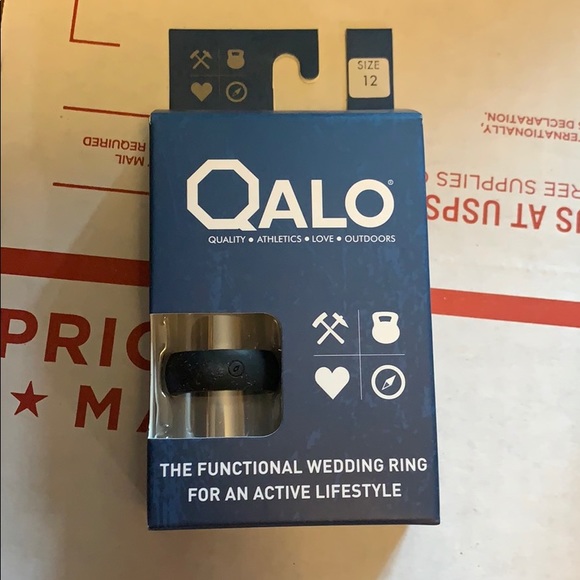 SIZE
12
QALO®
QUALITY • ATHLETICS • LOVE • OUTDOORS
THE FUNCTIONAL WEDDING RING
FOR AN ACTIVE LIFESTYLE
MAIL
REQUIRED
TERNATIONALLY,
DECLARATION.
FREE SUPPLIES
US AT USPS
PRIO
★ MA